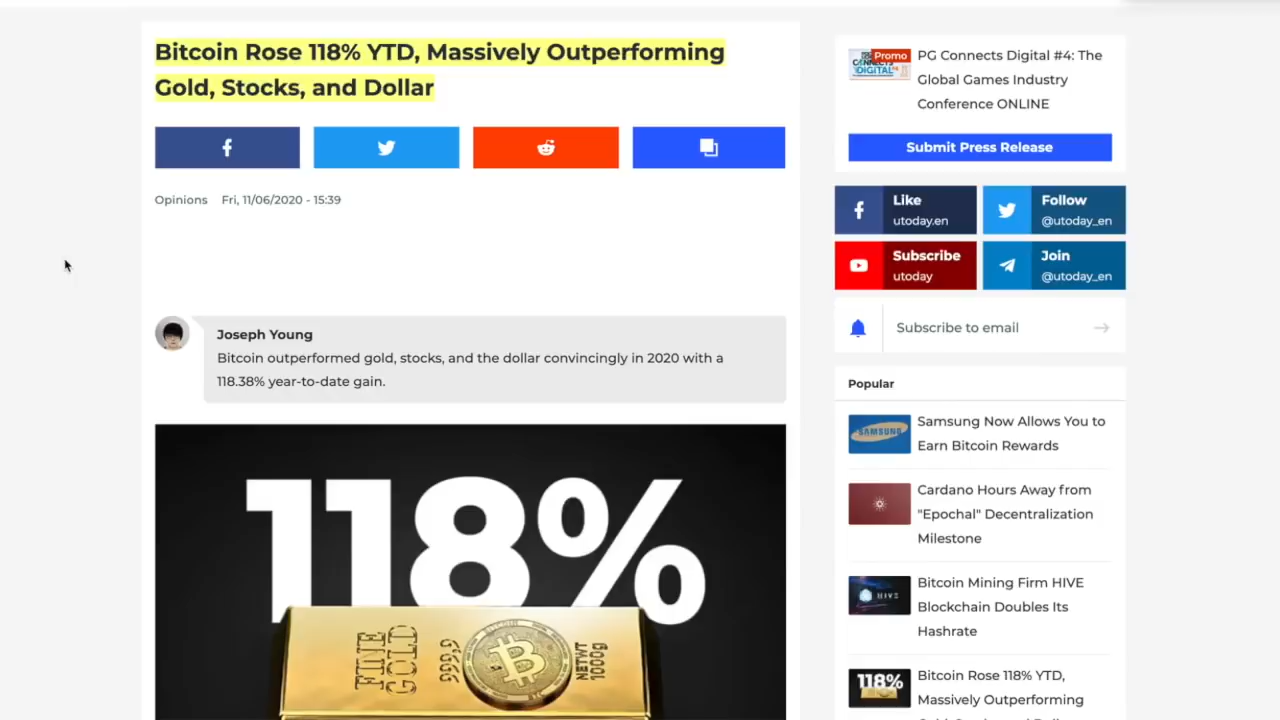 Bitcoin Rose 118% YTD, Massively Outperforming
Gold, Stocks, and Dollar
Opinions Fri, 11/06/2020 - 15:39
Joseph Young
Bitcoin outperformed gold, stocks, and the dollar convincingly in 2020 with a
118.38% year-to-date gain.
118%
FINE
GOLD
999,9
BITCOIN
NETWT
1000g
Promo
CONNECTS
DIGITAL
PG Connects Digital #4: The
Global Games Industry
Conference ONLINE
Submit Press Release
Like
utoday.en
Follow
@utoday_en
Subscribe
utoday
Join
@utoday_en
Subscribe to email
Popular
SAMSUNG
Samsung Now Allows You to
Earn Bitcoin Rewards
Cardano Hours Away from
"Epochal" Decentralization
Milestone
HIVE
Bitcoin Mining Firm HIVE
Blockchain Doubles Its
Hashrate
118%
Bitcoin Rose 118% YTD,
Massively Outperforming